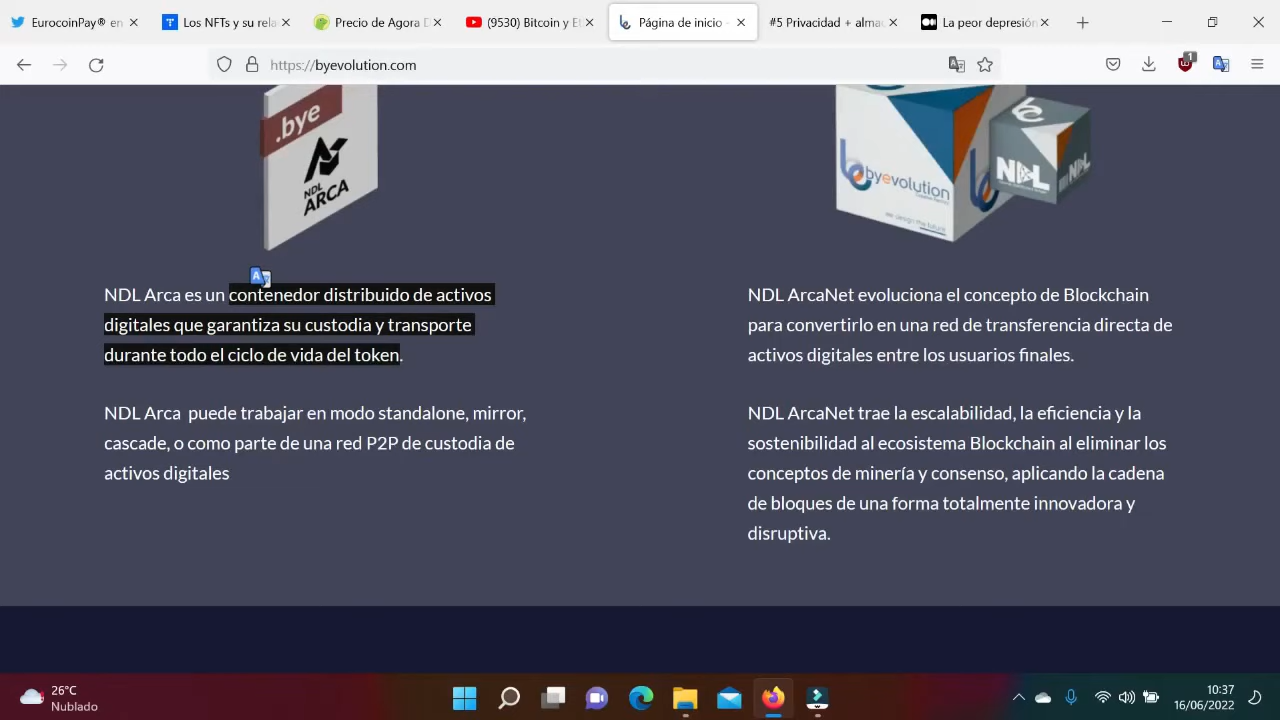 EurocoinPay® en
Los NFTs y su rela
Precio de Agora D
(9530) Bitcoin y E
Página de inicio -
#5 Privacidad + alma
La peor depresión
https://byevolution.com
1
.bye
NDL
ARCA
byevolution
we design the future
NDL
NDL
NDL Arca es un contenedor distribuido de activos
digitales que garantiza su custodia y transporte
durante todo el ciclo de vida del token.
NDL Arca puede trabajar en modo standalone, mirror,
cascade, o como parte de una red P2P de custodia de
activos digitales
NDL ArcaNet evoluciona el concepto de Blockchain
para convertirlo en una red de transferencia directa de
activos digitales entre los usuarios finales.
NDL ArcaNet trae la escalabilidad, la eficiencia y la
sostenibilidad al ecosistema Blockchain al eliminar los
conceptos de minería y consenso, aplicando la cadena
de bloques de una forma totalmente innovadora y
disruptiva.
26°C
Nublado
10:37
16/06/2022